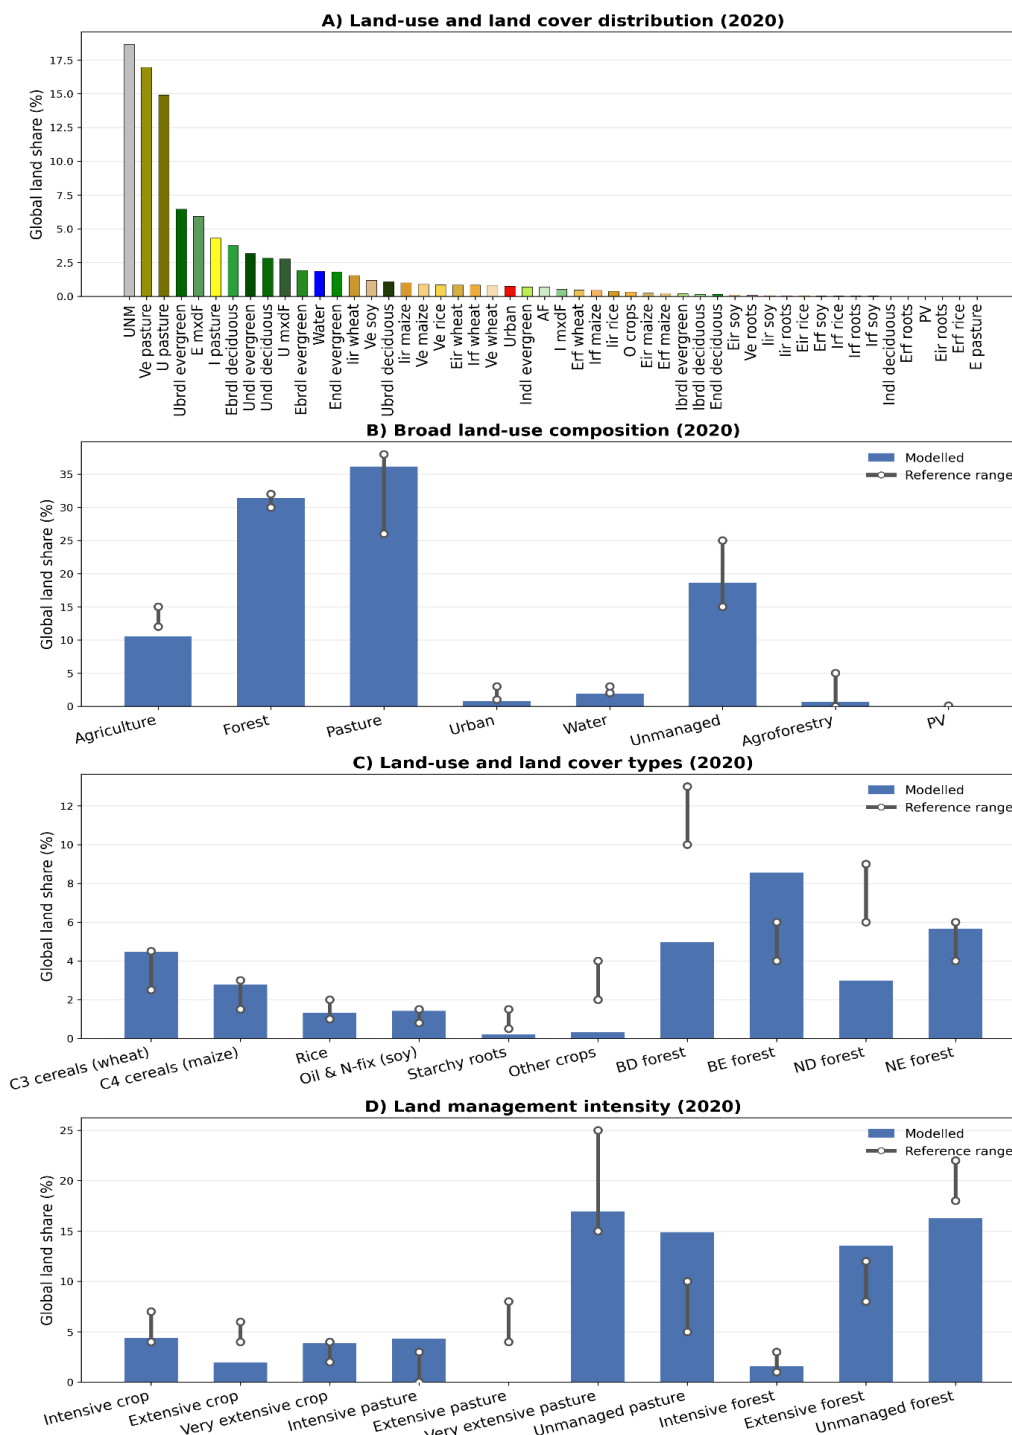 A) Land-use and land cover distribution (2020)
Global land share (%)
17.5
15.0
12.5
10.0
7.5
5.0
2.5
0.0
UNM
Ve pasture
U pasture
Ubrdl evergreen
E mxdF
I pasture
Ebrdl deciduous
Undl evergreen
Undl deciduous
U mxdF
Ebrdl evergreen
Water
Endl evergreen
Iir wheat
Ve soy
Ubrdl deciduous
Iir maize
Ve maize
Ve rice
Eir wheat
Irf wheat
Ve wheat
Urban
Indl evergreen
AF
I mxdF
Erf wheat
Irf maize
Iir rice
O crops
Eir maize
Erf maize
Ibrdl evergreen
Ibrdl deciduous
Endl deciduous
Eir soy
Ve roots
Iir soy
Iir roots
Eir rice
Erf soy
Irf rice
Irf roots
Irf soy
Indl deciduous
Erf roots
PV
Eir roots
Erf rice
E pasture
B) Broad land-use composition (2020)
Global land share (%)
35
30
25
20
15
10
5
0
Modelled
Reference range
Agriculture
Forest
Pasture
Urban
Water
Unmanaged
Agroforestry
PV
C) Land-use and land cover types (2020)
Global land share (%)
12
10
8
6
4
2
0
Modelled
Reference range
C3 cereals (wheat)
C4 cereals (maize)
Rice
Oil & N-fix (soy)
Starchy roots
Other crops
BD forest
BE forest
ND forest
NE forest
D) Land management intensity (2020)
Global land share (%)
25
20
15
10
5
0
Modelled
Reference range
Intensive crop
Extensive crop
Very extensive crop
Intensive pasture
Extensive pasture
Very extensive pasture
Unmanaged pasture
Intensive forest
Extensive forest
Unmanaged forest